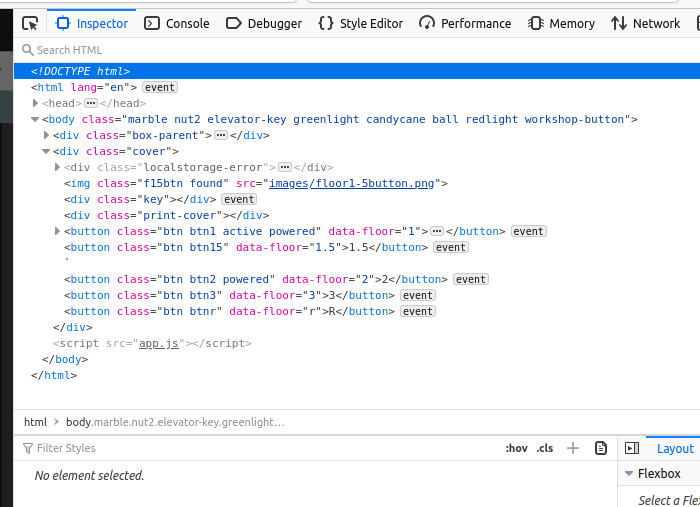 Inspector Console Debugger Style Editor Performance Memory Network
Search HTML
<!DOCTYPE html>
<html lang="en"> event
<head> ··· </head>
<body class="marble nut2 elevator-key greenlight candycane ball redlight workshop-button">
<div class="box-parent"> ··· </div>
<div class="cover">
<div class="localstorage-error"> ··· </div>
<img class="f15btn found" src="images/floor1-5button.png">
<div class="key"></div> event
<div class="print-cover"></div>
<button class="btn btn1 active powered" data-floor="1"> ··· </button> event
<button class="btn btn15" data-floor="1.5">1.5</button> event
`
<button class="btn btn2 powered" data-floor="2">2</button> event
<button class="btn btn3" data-floor="3">3</button> event
<button class="btn btnr" data-floor="r">R</button> event
</div>
<script src="app.js"></script>
</body>
</html>
html > body.marble.nut2.elevator-key.greenlight…
Filter Styles :hov .cls + Layout
No element selected.
Flexbox
Select a Fle